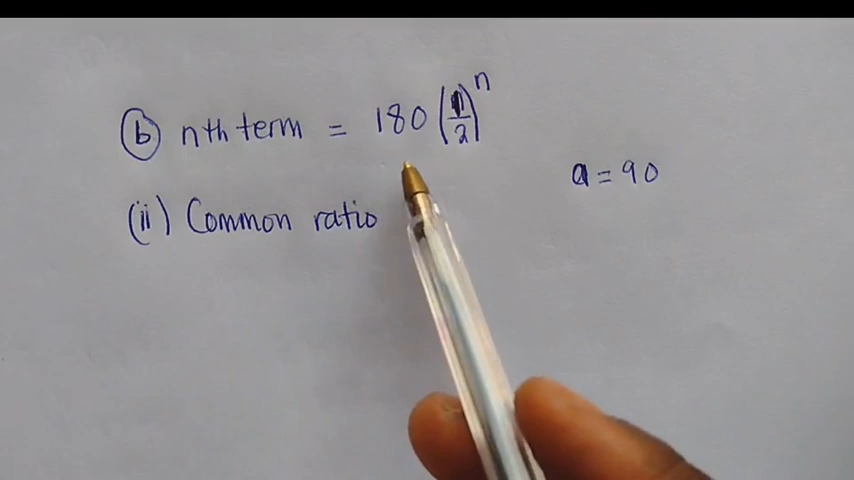 (b) nth term = 180 (1/2)^n
a = 90
(ii) Common ratio